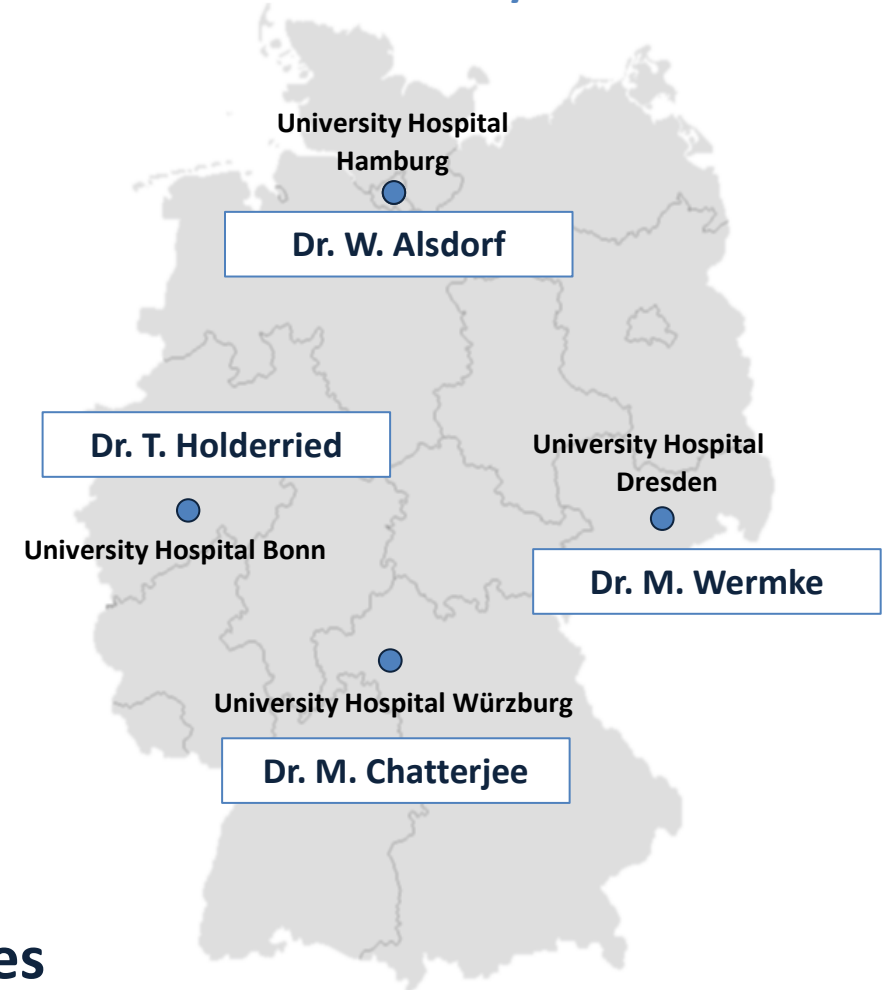 University Hospital
Hamburg
Dr. W. Alsdorf
Dr. T. Holderried
University Hospital Bonn
University Hospital
Dresden
Dr. M. Wermke
University Hospital Würzburg
Dr. M. Chatterjee
es